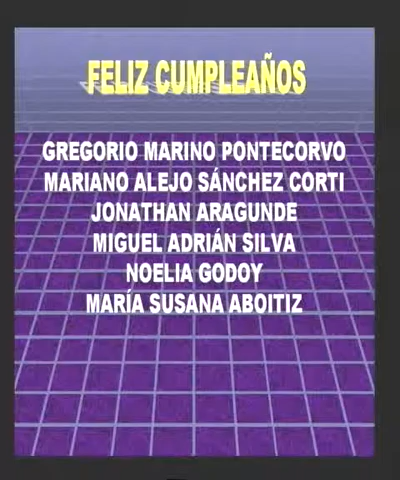 FELIZ CUMPLEAÑOS
GREGORIO MARINO PONTECORVO
MARIANO ALEJO SÁNCHEZ CORTI
JONATHAN ARAGUNDE
MIGUEL ADRIÁN SILVA
NOELIA GODOY
MARÍA SUSANA ABOITIZ